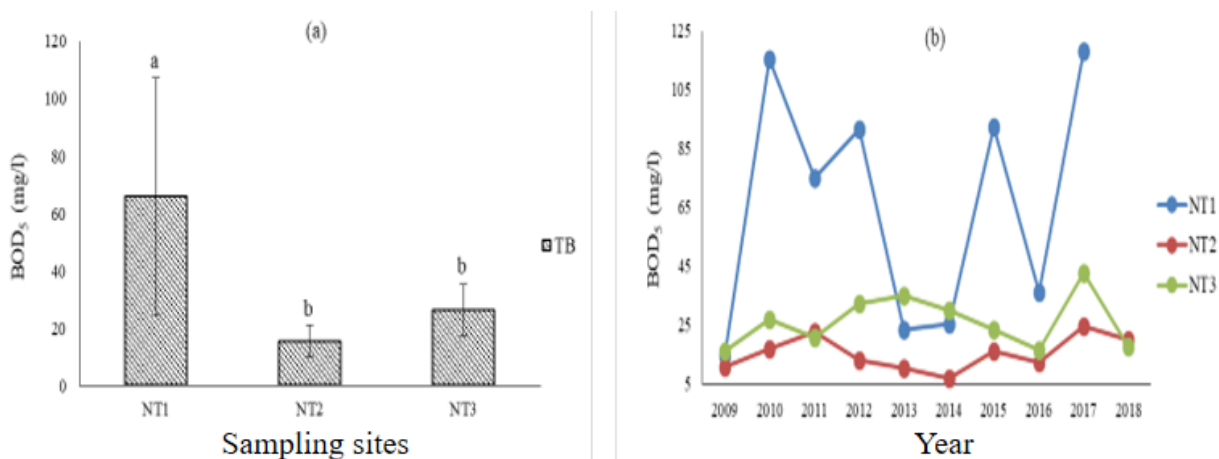 (a)
120
100
80
60
40
20
0
BOD₅ (mg/l)
a
b
b
TB
NT1 NT2 NT3
Sampling sites
(b)
125
105
85
65
45
25
5
BOD₅ (mg/l)
NT1
NT2
NT3
2009 2010 2011 2012 2013 2014 2015 2016 2017 2018
Year